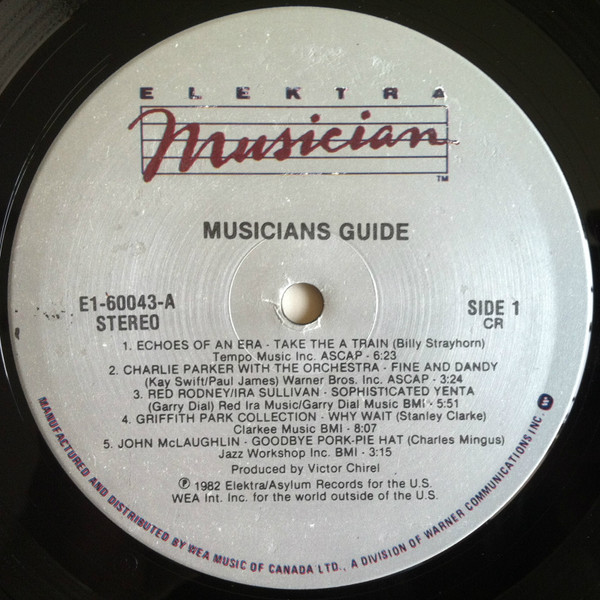 ELEKTRA
Musician
TM
MUSICIANS GUIDE
E1-60043-A
STEREO
SIDE 1
CR
1. ECHOES OF AN ERA - TAKE THE A TRAIN (Billy Strayhorn)
Tempo Music Inc. ASCAP - 6:23
2. CHARLIE PARKER WITH THE ORCHESTRA - FINE AND DANDY
(Kay Swift/Paul James) Warner Bros. Inc. ASCAP - 3:24
3. RED RODNEY/IRA SULLIVAN - SOPHISTICATED YENTA
(Garry Dial) Red Ira Music/Garry Dial Music BMI - 5:51
4. GRIFFITH PARK COLLECTION - WHY WAIT (Stanley Clarke)
Clarkee Music BMI - 8:07
5. JOHN McLAUGHLIN - GOODBYE PORK-PIE HAT (Charles Mingus)
Jazz Workshop Inc. BMI - 3:15
Produced by Victor Chirel
℗ 1982 Elektra/Asylum Records for the U.S.
WEA Int. Inc. for the world outside of the U.S.
MANUFACTURED AND DISTRIBUTED BY WEA MUSIC OF CANADA LTD., A DIVISION OF WARNER COMMUNICATIONS INC.